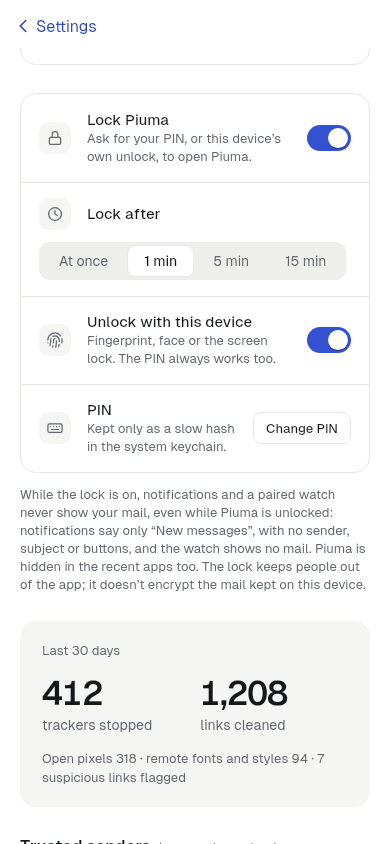 Settings
Lock Piuma
Ask for your PIN, or this device’s
own unlock, to open Piuma.
Lock after
At once 1 min 5 min 15 min
Unlock with this device
Fingerprint, face or the screen
lock. The PIN always works too.
PIN
Kept only as a slow hash
in the system keychain.
Change PIN
While the lock is on, notifications and a paired watch
never show your mail, even while Piuma is unlocked:
notifications say only “New messages”, with no sender,
subject or buttons, and the watch shows no mail. Piuma is
hidden in the recent apps too. The lock keeps people out
of the app; it doesn’t encrypt the mail kept on this device.
Last 30 days
412 1,208
trackers stopped links cleaned
Open pixels 318 · remote fonts and styles 94 · 7
suspicious links flagged
Trusted senders